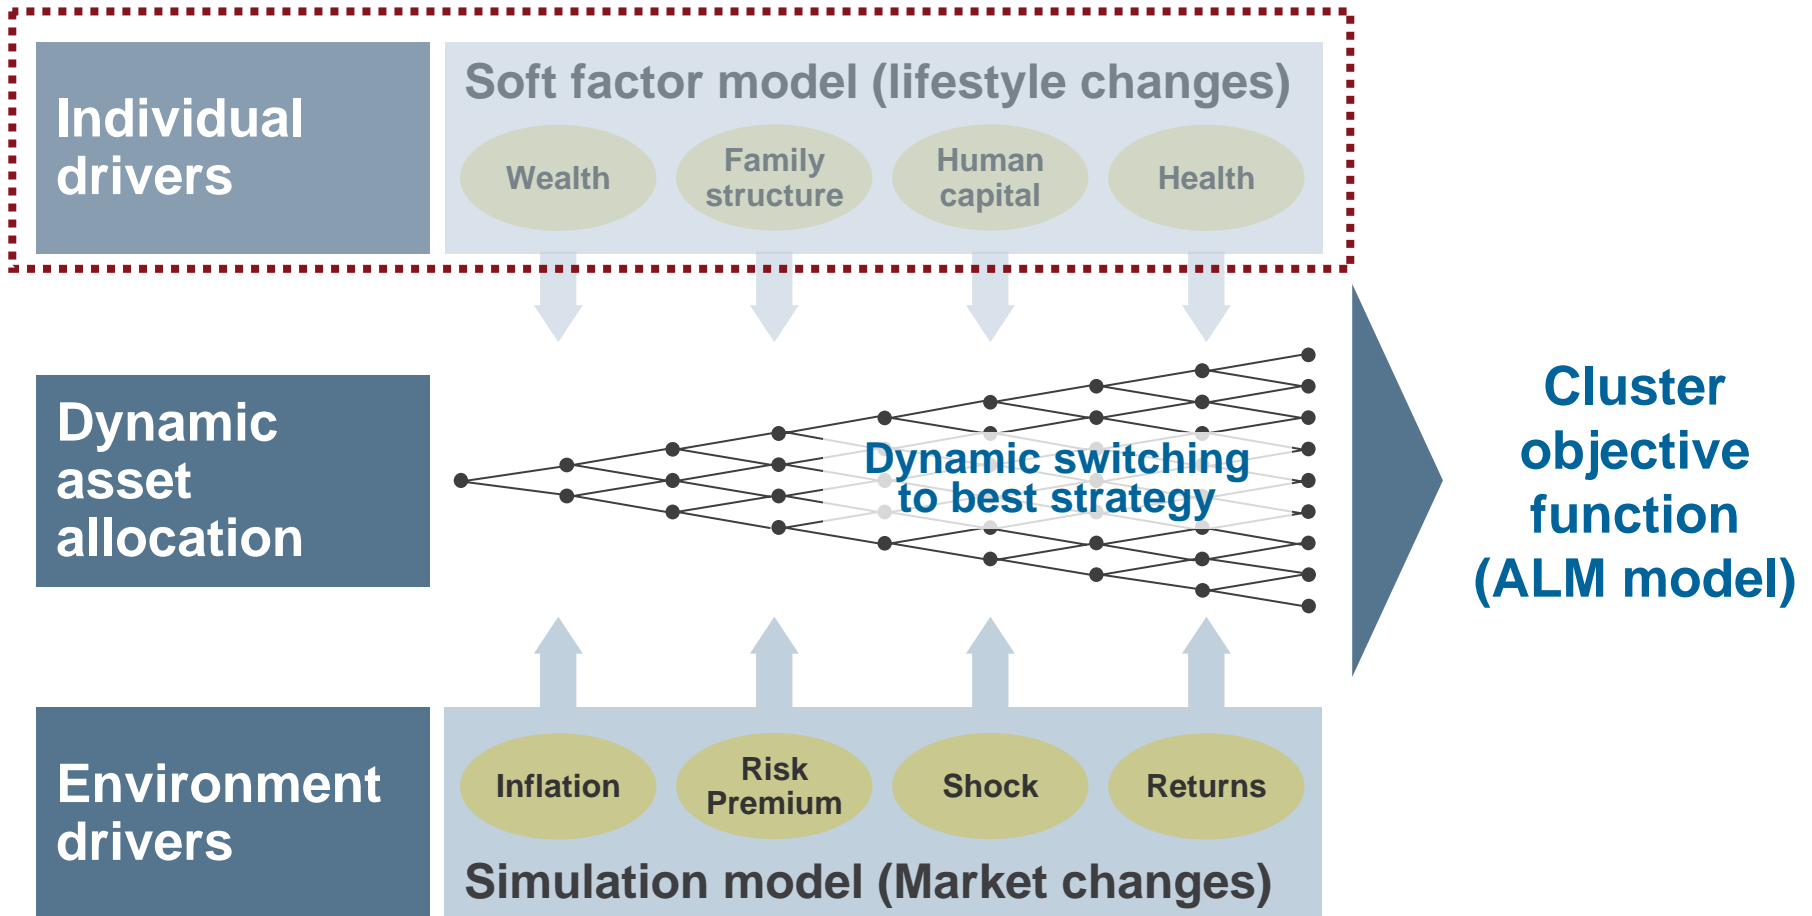 Individual
drivers
Soft factor model (lifestyle changes)
Wealth
Family
structure
Human
capital
Health
Dynamic
asset
allocation
Dynamic switching
to best strategy
Cluster
objective
function
(ALM model)
Environment
drivers
Inflation
Risk
Premium
Shock
Returns
Simulation model (Market changes)